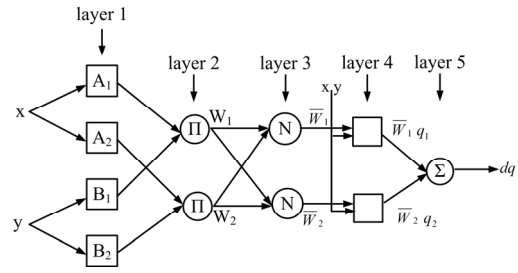 layer 1
layer 2 layer 3 layer 4 layer 5
x y
A₁
x
W₁ W̅₁ W̅₁ q₁
A₂ Π N
Σ dq
B₁
Π N
y W₂ W̅₂ W̅₂ q₂
B₂